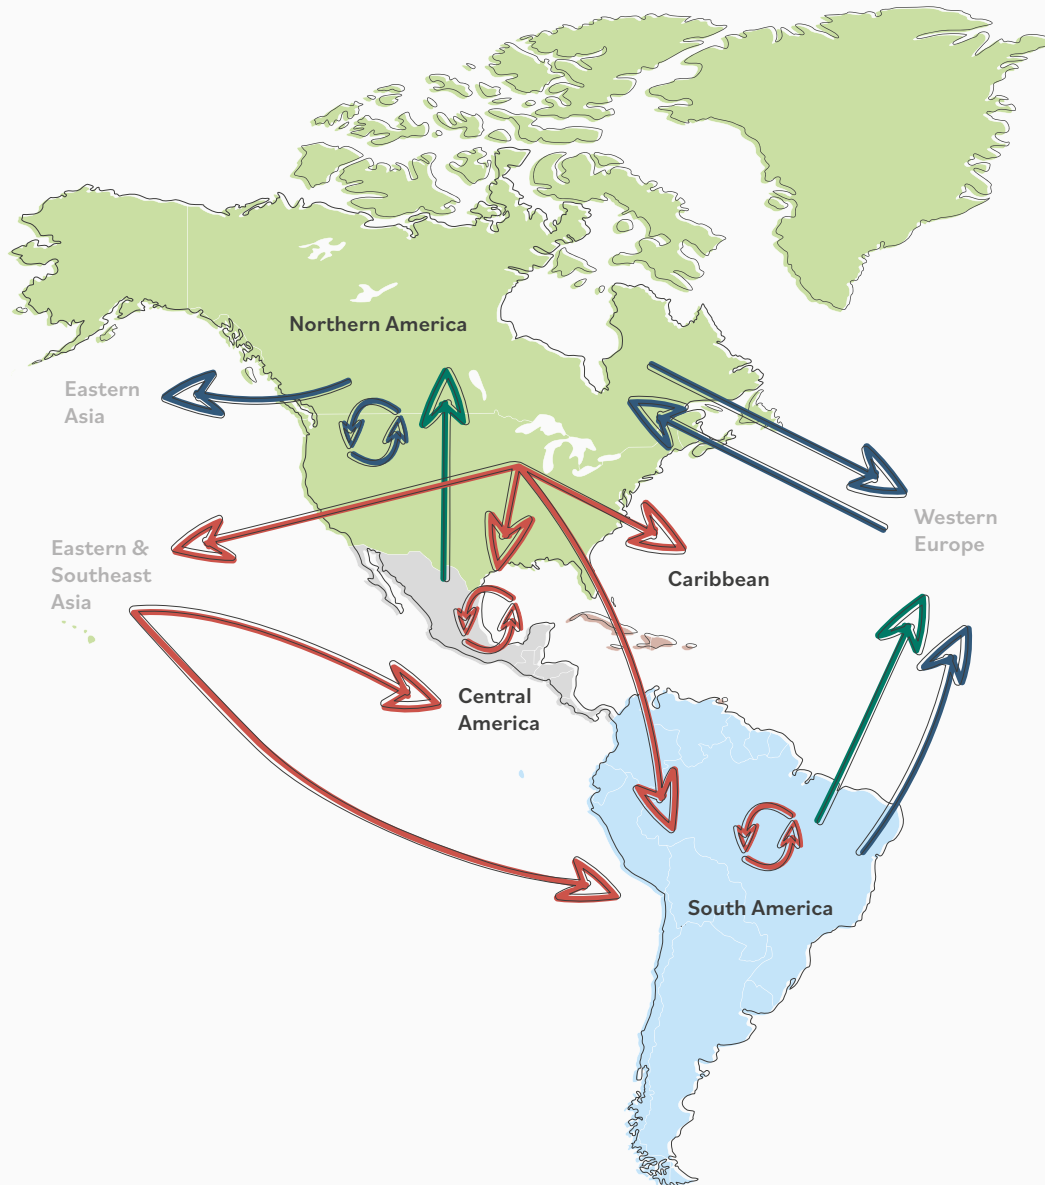 Northern America
Eastern
Asia
Western
Europe
Eastern &
Southeast
Asia
Caribbean
Central
America
South America